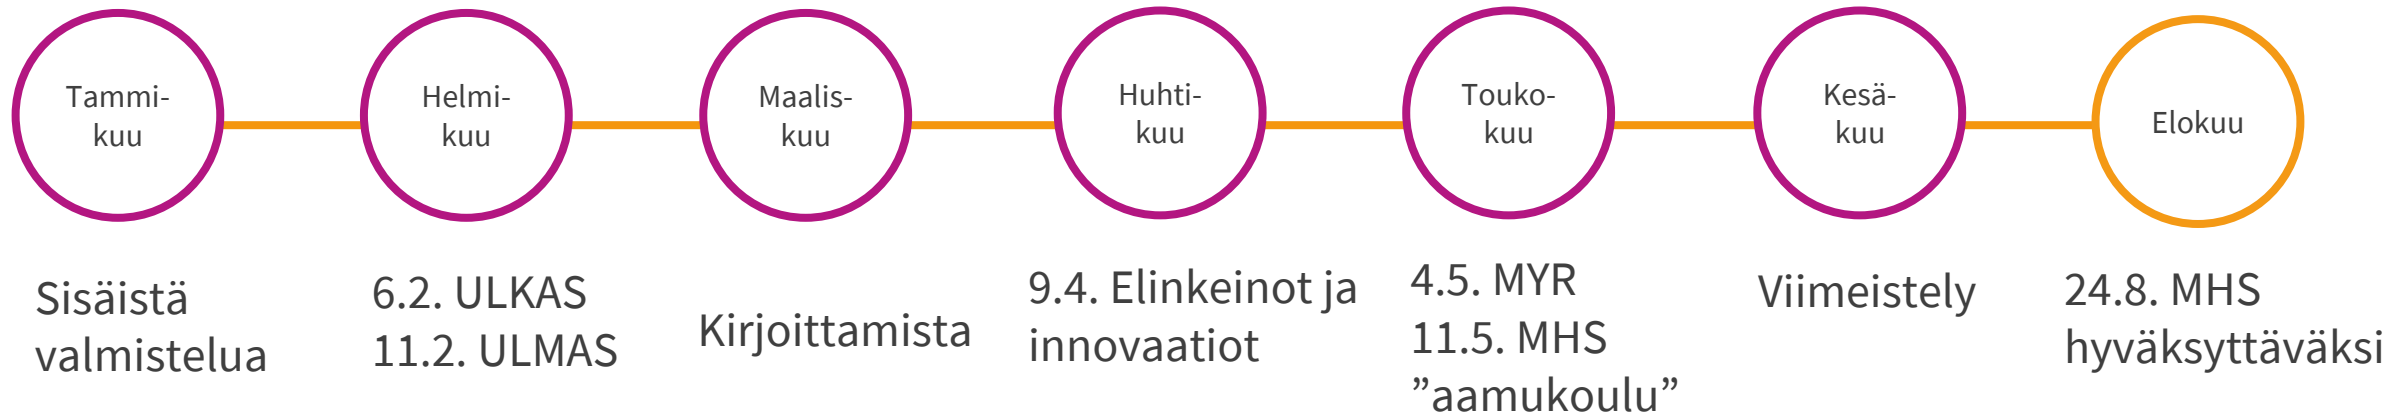 Tammi-
kuu
Helmi-
kuu
Maalis-
kuu
Huhti-
kuu
Touko-
kuu
Kesä-
kuu
Elokuu
Sisäistä
valmistelua
6.2. ULKAS
11.2. ULMAS
Kirjoittamista
9.4. Elinkeinot ja
innovaatiot
4.5. MYR
11.5. MHS
”aamukoulu”
Viimeistely
24.8. MHS
hyväksyttäväksi